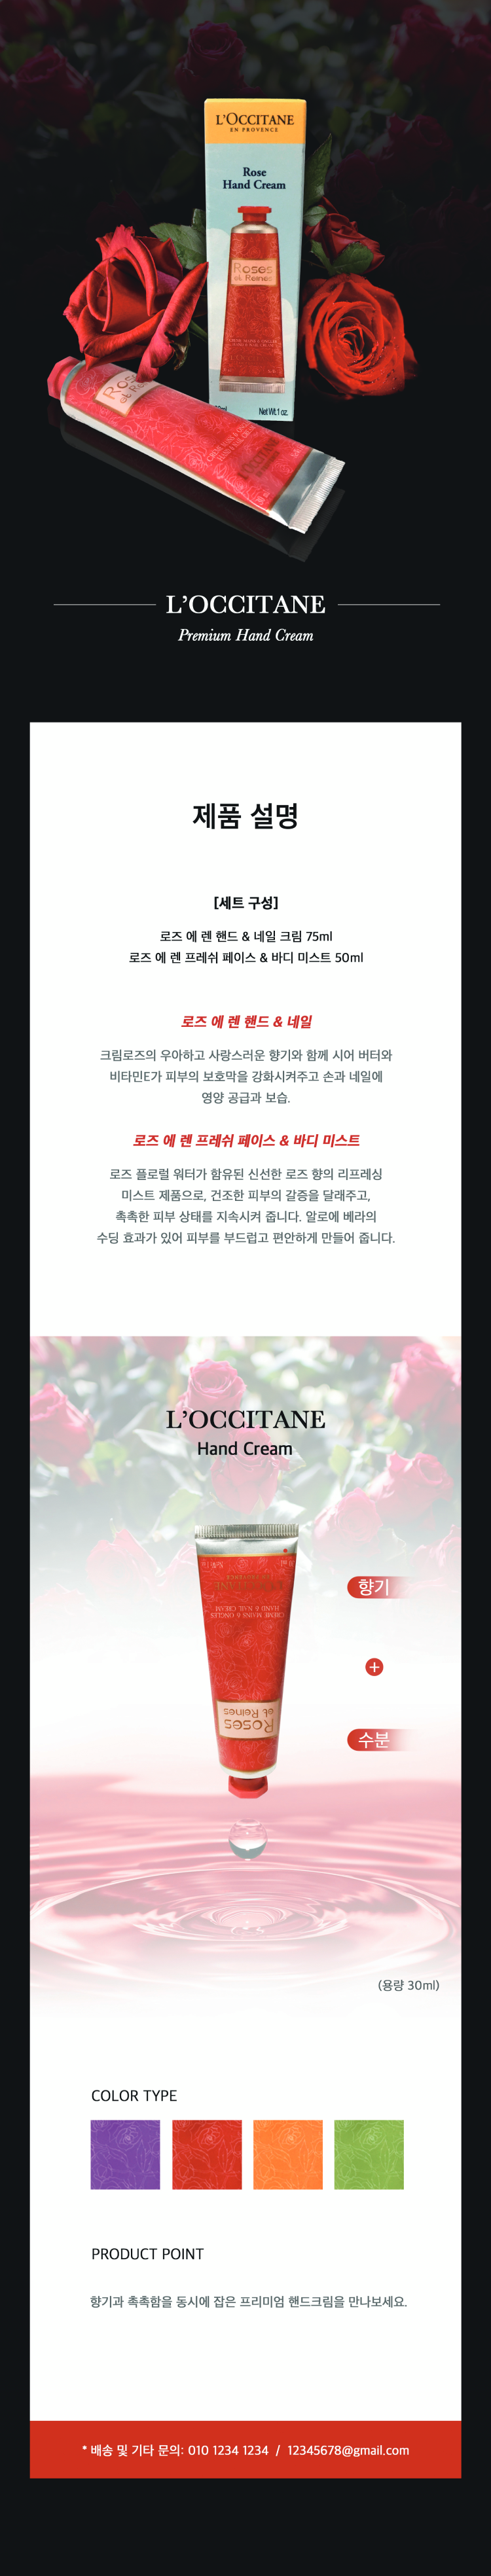 L'OCCITANE
EN PROVENCE
Rose
Hand Cream
Roses
et Reines
Net Wt.1 oz.
L'OCCITANE
Premium Hand Cream
제품 설명
[세트 구성]
로즈 에 렌 핸드 & 네일 크림 75ml
로즈 에 렌 프레쉬 페이스 & 바디 미스트 50ml
로즈 에 렌 핸드 & 네일
크림로즈의 우아하고 사랑스러운 향기와 함께 시어 버터와
비타민E가 피부의 보호막을 강화시켜주고 손과 네일에
영양 공급과 보습.
로즈 에 렌 프레쉬 페이스 & 바디 미스트
로즈 플로럴 워터가 함유된 신선한 로즈 향의 리프레싱
미스트 제품으로, 건조한 피부의 갈증을 달래주고,
촉촉한 피부 상태를 지속시켜 줍니다. 알로에 베라의
수딩 효과가 있어 피부를 부드럽고 편안하게 만들어 줍니다.
L'OCCITANE
Hand Cream
향기
+
수분
HAND & NAIL CREAM
CRÈME MAINS & ONGLES
Roses
et Reines
(용량 30ml)
COLOR TYPE
PRODUCT POINT
향기과 촉촉함을 동시에 잡은 프리미엄 핸드크림을 만나보세요.
* 배송 및 기타 문의: 010 1234 1234 / 12345678@gmail.com